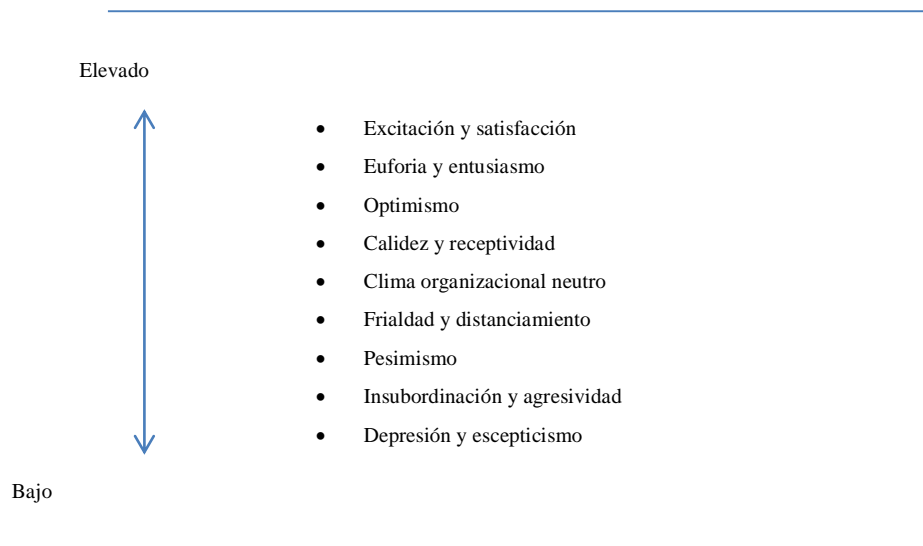 Elevado
• Excitación y satisfacción
• Euforia y entusiasmo
• Optimismo
• Calidez y receptividad
• Clima organizacional neutro
• Frialdad y distanciamiento
• Pesimismo
• Insubordinación y agresividad
• Depresión y escepticismo
Bajo